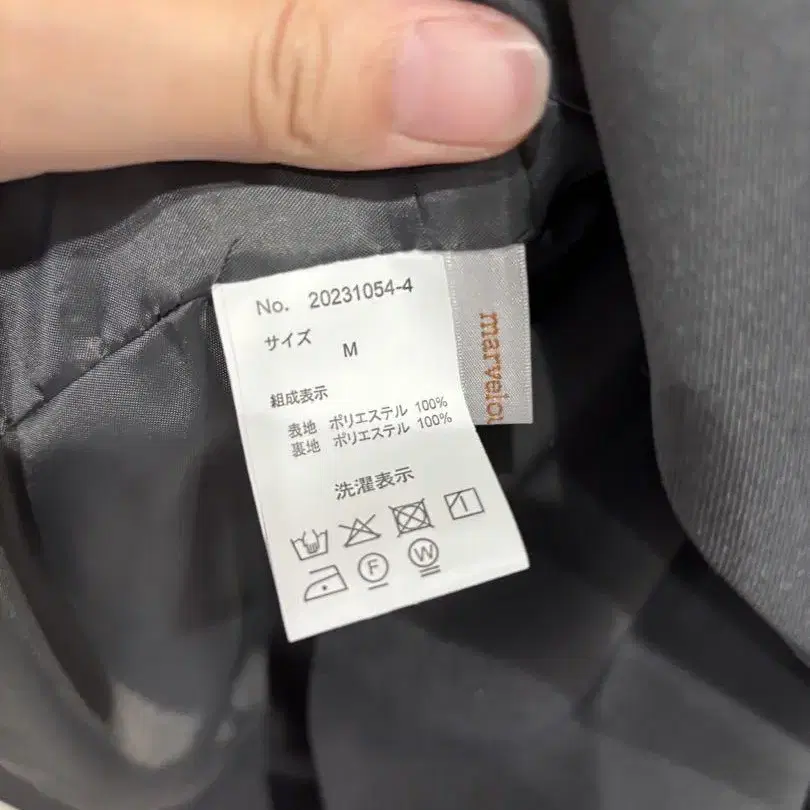 No. 20231054-4
サイズ M
組成表示
表地 ポリエステル 100%
裏地 ポリエステル 100%
洗濯表示
F W